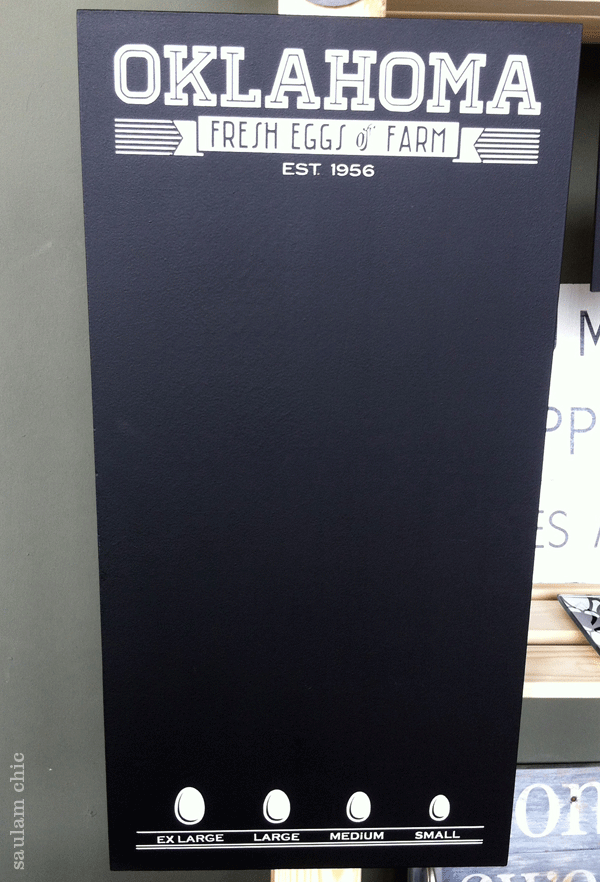 OKLAHOMA
FRESH EGGS of FARM
EST. 1956
EX LARGE LARGE MEDIUM SMALL
saulam chic